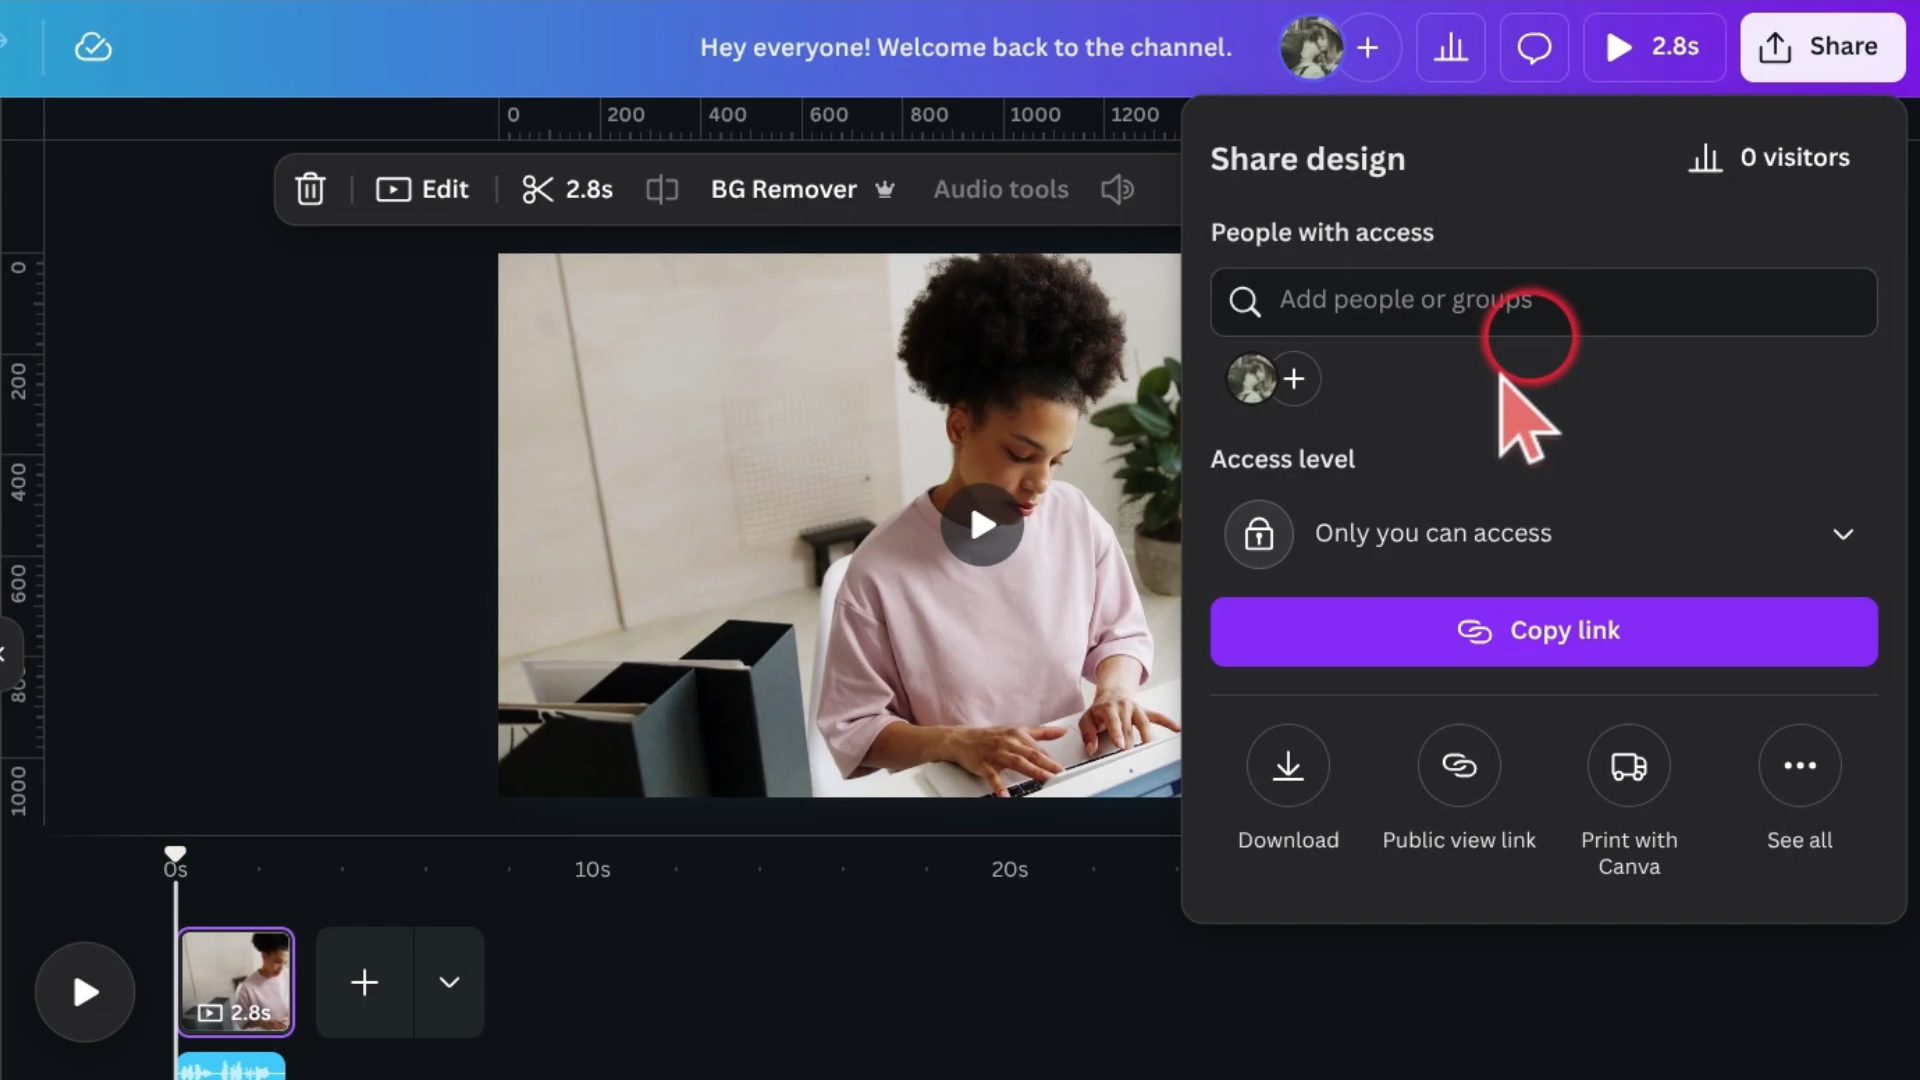 Hey everyone! Welcome back to the channel.
2.8s
Share
0 200 400 600 800 1000 1200
Edit
2.8s
BG Remover
Audio tools
Share design
0 visitors
People with access
Add people or groups
Access level
Only you can access
Copy link
Download
Public view link
Print with
Canva
See all
0
200
400
600
1000
0s
10s
20s
2.8s